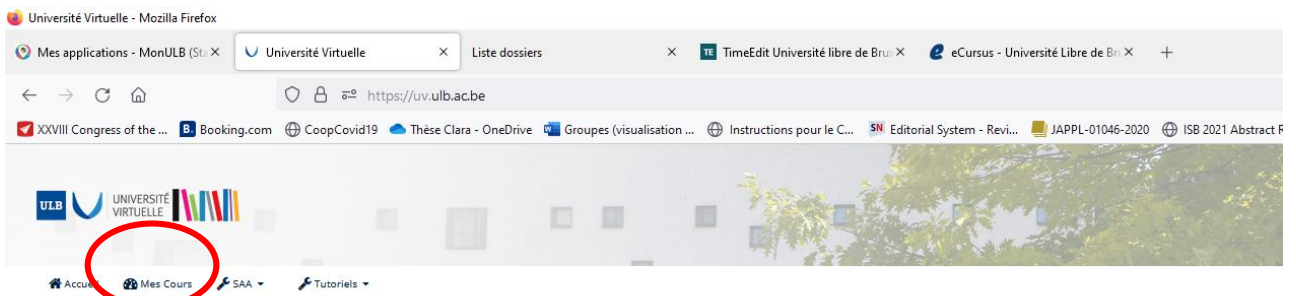 Université Virtuelle - Mozilla Firefox
Mes applications - MonULB (Sta Université Virtuelle Liste dossiers TimeEdit Université libre de Bru eCursus - Université Libre de Br
https://uv.ulb.ac.be
XXVIII Congress of the ... B. Booking.com CoopCovid19 Thèse Clara - OneDrive Groupes (visualisation ... Instructions pour le C... SN Editorial System - Revi... JAPPL-01046-2020 ISB 2021 Abstract R
ULB UNIVERSITÉ
VIRTUELLE
Accueil Mes Cours SAA Tutoriels